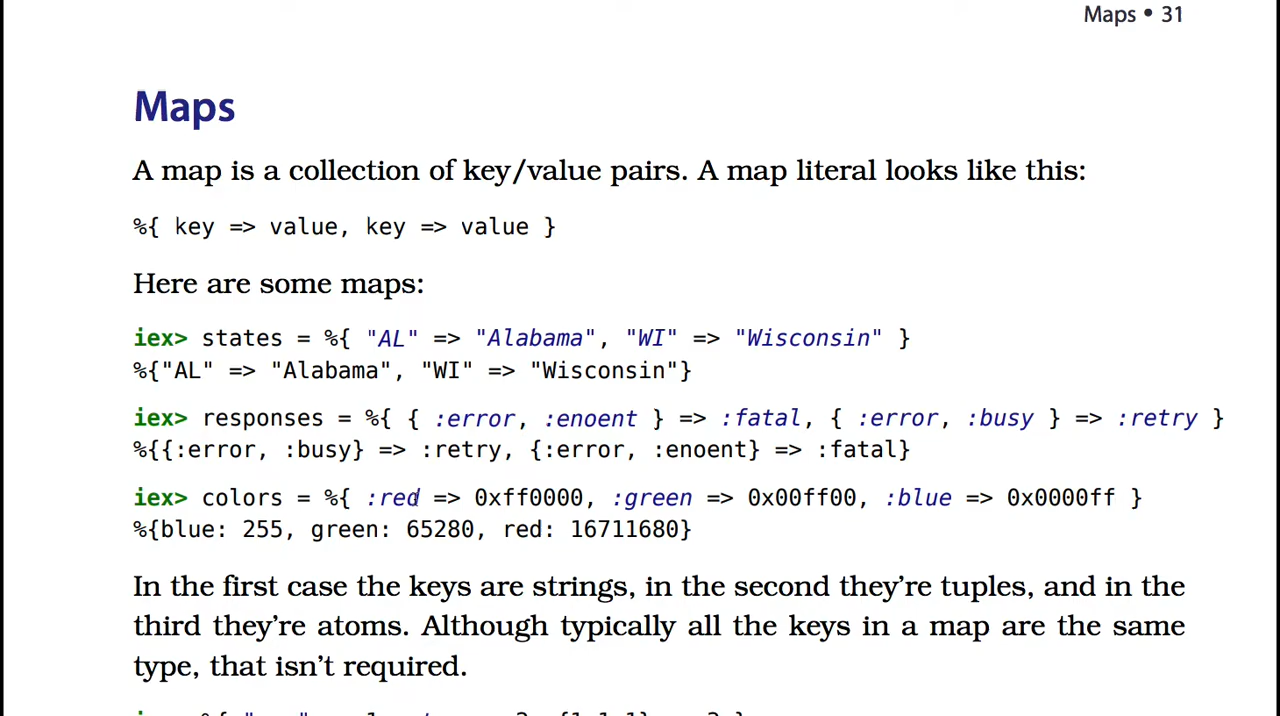 Maps • 31
Maps
A map is a collection of key/value pairs. A map literal looks like this:
%{ key => value, key => value }
Here are some maps:
iex> states = %{ "AL" => "Alabama", "WI" => "Wisconsin" }
%{"AL" => "Alabama", "WI" => "Wisconsin"}
iex> responses = %{ { :error, :enoent } => :fatal, { :error, :busy } => :retry }
%{{:error, :busy} => :retry, {:error, :enoent} => :fatal}
iex> colors = %{ :red => 0xff0000, :green => 0x00ff00, :blue => 0x0000ff }
%{blue: 255, green: 65280, red: 16711680}
In the first case the keys are strings, in the second they’re tuples, and in the
third they’re atoms. Although typically all the keys in a map are the same
type, that isn’t required.